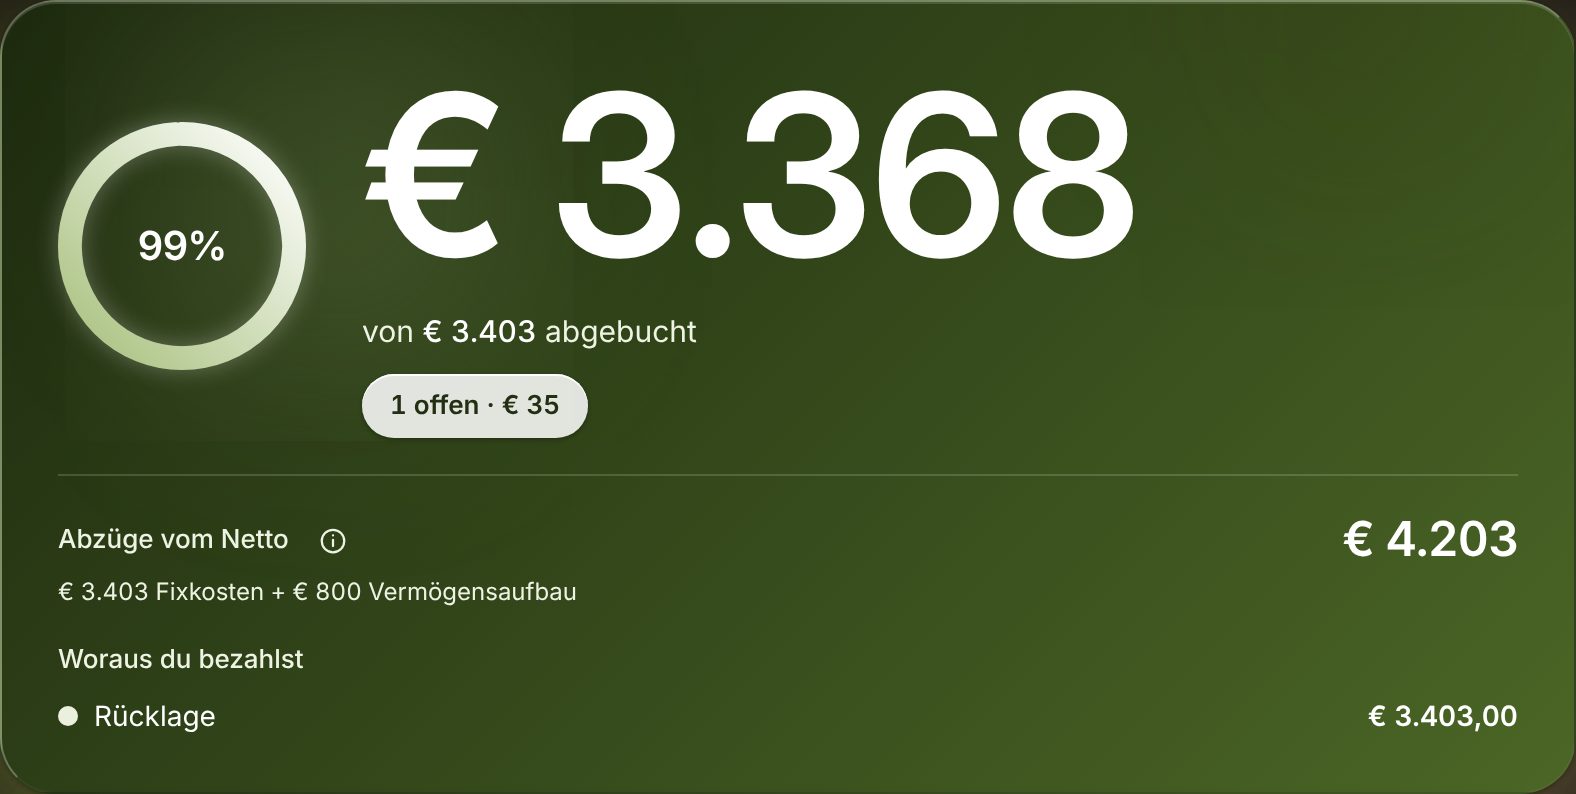 99%
€ 3.368
von € 3.403 abgebucht
1 offen · € 35
Abzüge vom Netto € 4.203
€ 3.403 Fixkosten + € 800 Vermögensaufbau
Woraus du bezahlst
Rücklage € 3.403,00